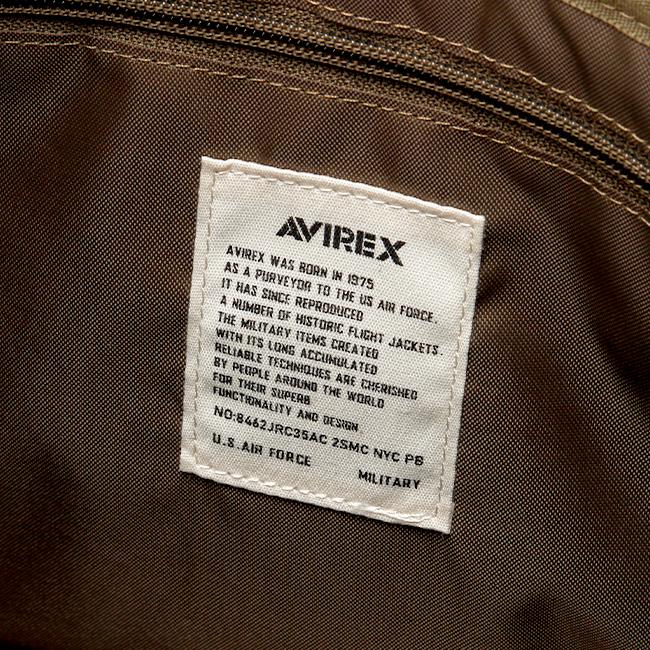 AVIREX
AVIREX WAS BORN IN 1975
AS A PURVEYOR TO THE US AIR FORCE.
IT HAS SINCE REPRODUCED
A NUMBER OF HISTORIC FLIGHT JACKETS.
THE MILITARY ITEMS CREATED
WITH ITS LONG ACCUMULATED
RELIABLE TECHNIQUES ARE CHERISHED
BY PEOPLE AROUND THE WORLD
FOR THEIR SUPERB
FUNCTIONALITY AND DESIGN
NO:8462JRC35AC 2SMC NYC PB
U.S.AIR FORCE
MILITARY